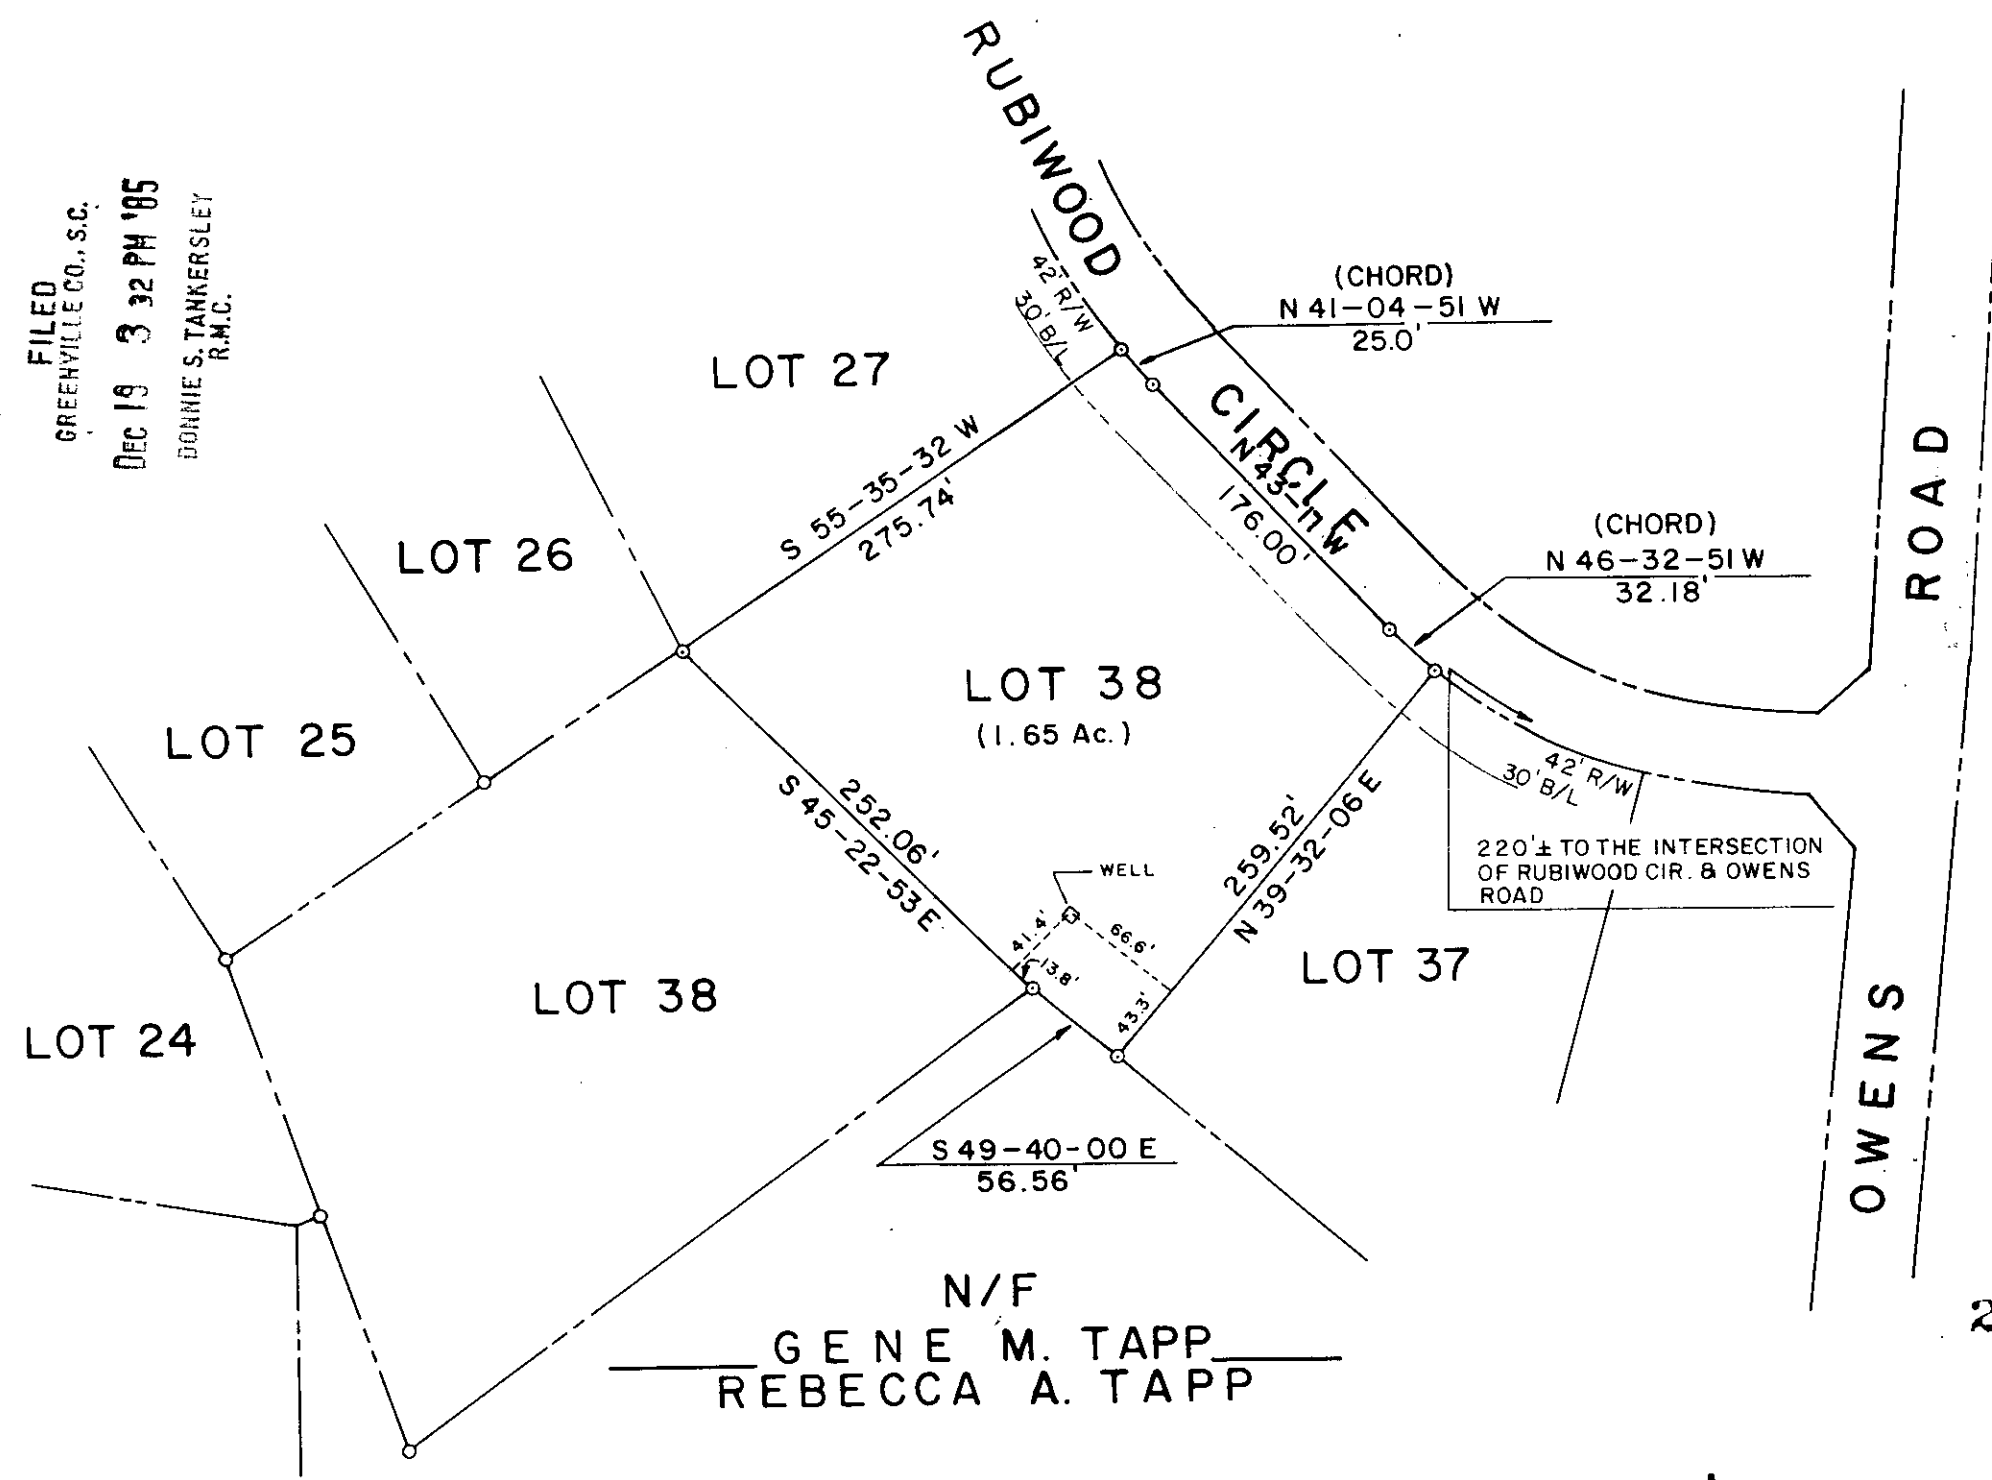 FILED
GREENVILLE CO., S.C.
DEC 19 3 32 PM '85
DONNIE S. TANKERSLEY
R.M.C.
RUBIWOOD CIRCLE
42' R/W
30' B/L
(CHORD)
N 41-04-51 W
25.0'
LOT 27
S 55-35-32 W
275.74'
N 43-17 W
176.00'
(CHORD)
N 46-32-51 W
32.18'
ROAD
LOT 26
LOT 38
(1.65 Ac.)
LOT 25
42' R/W
30' B/L
252.06'
S 45-22-53 E
259.52'
N 39-32-06 E
220'± TO THE INTERSECTION
OF RUBIWOOD CIR. & OWENS
ROAD
WELL
41.4'
66.6'
13.8'
43.3'
LOT 37
LOT 38
LOT 24
OWENS
S 49-40-00 E
56.56'
N/F
GENE M. TAPP
REBECCA A. TAPP
2